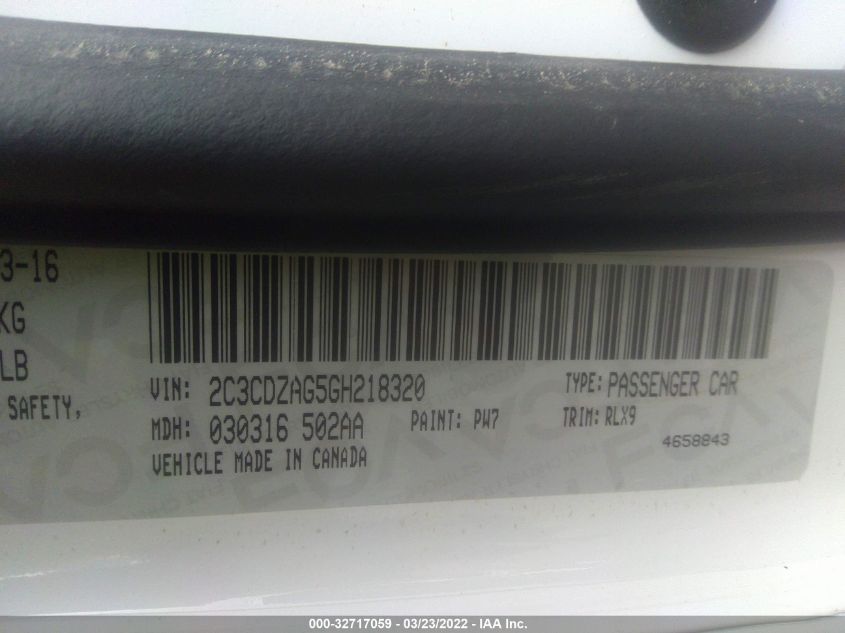 3-16
KG
LB
SAFETY,
VIN: 2C3CDZAG5GH218320
TYPE: PASSENGER CAR
MDH: 030316 502AA
PAINT: PW7
TRIM: RLX9
VEHICLE MADE IN CANADA
4658843
000-32717059 - 03/23/2022 - IAA Inc.